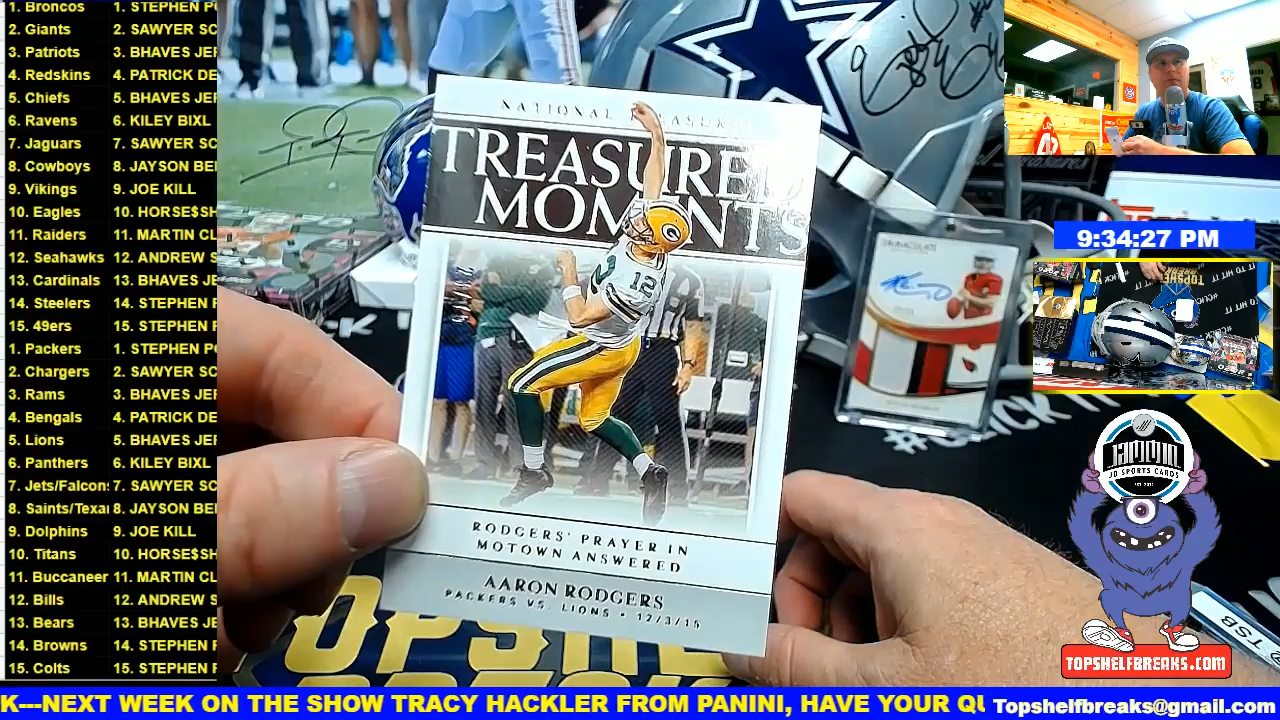 1. Broncos 1. STEPHEN P
2. Giants 2. SAWYER SC
3. Patriots 3. BHAVES JEF
4. Redskins 4. PATRICK DE
5. Chiefs 5. BHAVES JEF
6. Ravens 6. KILEY BIXL
7. Jaguars 7. SAWYER SC
8. Cowboys 8. JAYSON BEI
9. Vikings 9. JOE KILL
10. Eagles 10. HORSE$SH
11. Raiders 11. MARTIN CL
12. Seahawks 12. ANDREW S
13. Cardinals 13. BHAVES JE
14. Steelers 14. STEPHEN F
15. 49ers 15. STEPHEN F
1. Packers 1. STEPHEN P
2. Chargers 2. SAWYER SC
3. Rams 3. BHAVES JEF
4. Bengals 4. PATRICK DE
5. Lions 5. BHAVES JEF
6. Panthers 6. KILEY BIXL
7. Jets/Falcon 7. SAWYER SC
8. Saints/Texa 8. JAYSON BEI
9. Dolphins 9. JOE KILL
10. Titans 10. HORSE$SH
11. Buccaneer 11. MARTIN CL
12. Bills 12. ANDREW S
13. Bears 13. BHAVES JE
14. Browns 14. STEPHEN F
15. Colts 15. STEPHEN F
NATIONAL TREASURES
TREASURED
MOMENTS
12
RODGERS' PRAYER IN
MOTOWN ANSWERED
AARON RODGERS
PACKERS VS. LIONS • 12/3/15
IMMACULATE
9:34:27 PM
JAMMIN
JD SPORTS CARDS
TOPSHELFBREAKS.COM
K---NEXT WEEK ON THE SHOW TRACY HACKLER FROM PANINI, HAVE YOUR QU
Topshelfbreaks@gmail.com